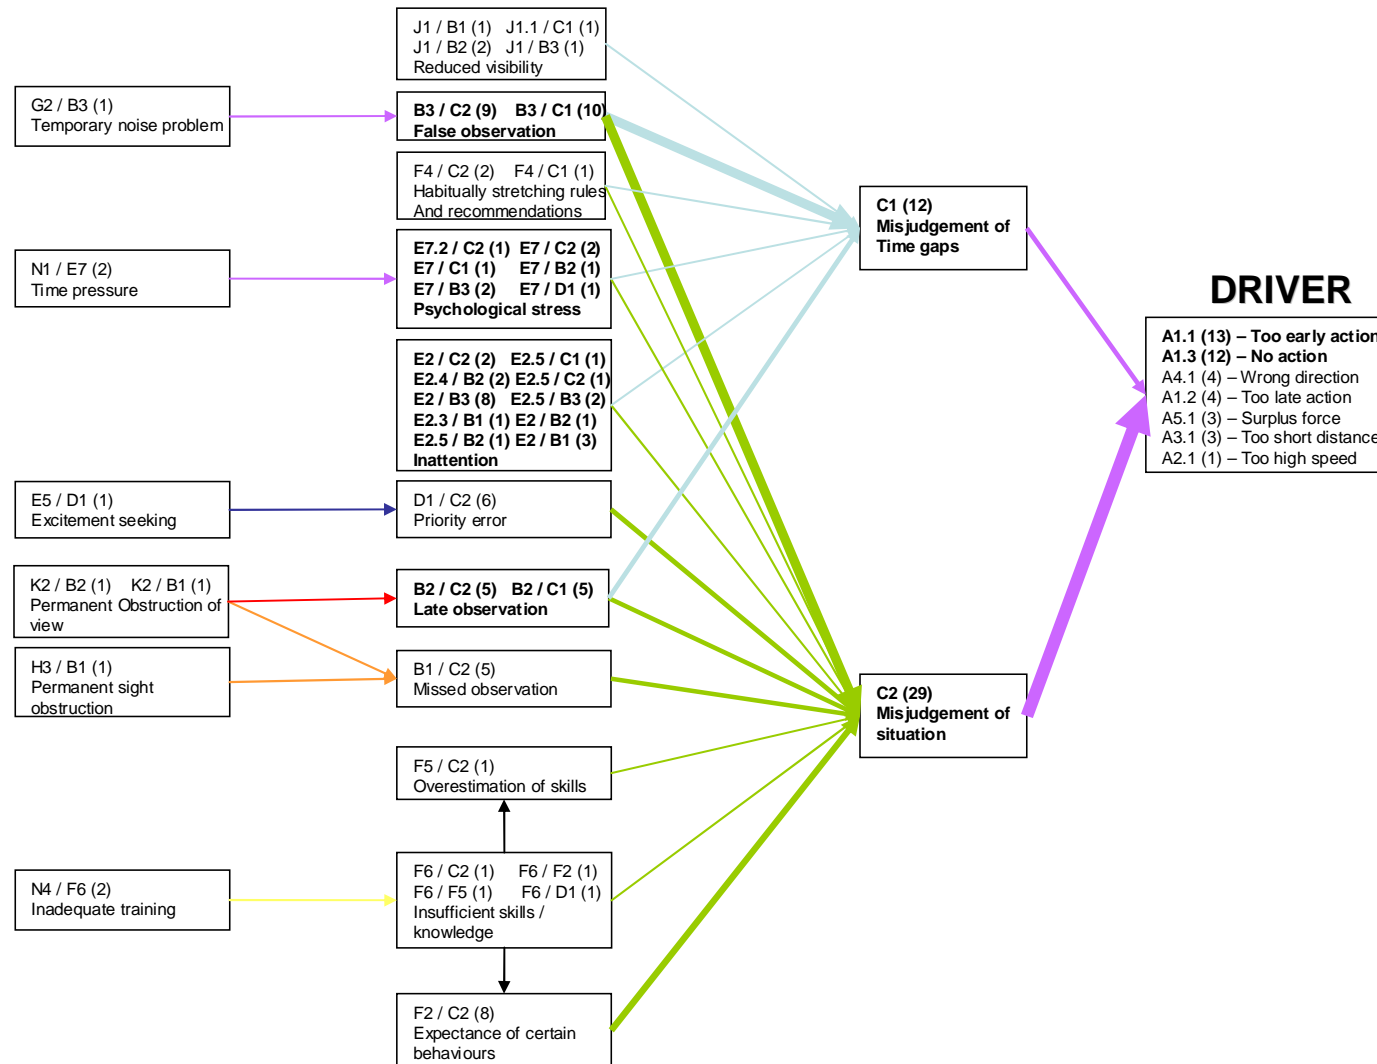 J1 / B1 (1) J1.1 / C1 (1)
J1 / B2 (2) J1 / B3 (1)
Reduced visibility
G2 / B3 (1)
Temporary noise problem
B3 / C2 (9) B3 / C1 (10)
False observation
F4 / C2 (2) F4 / C1 (1)
Habitually stretching rules
And recommendations
C1 (12)
Misjudgement of
Time gaps
N1 / E7 (2)
Time pressure
E7.2 / C2 (1) E7 / C2 (2)
E7 / C1 (1) E7 / B2 (1)
E7 / B3 (2) E7 / D1 (1)
Psychological stress
DRIVER
A1.1 (13) – Too early action
A1.3 (12) – No action
A4.1 (4) – Wrong direction
A1.2 (4) – Too late action
A5.1 (3) – Surplus force
A3.1 (3) – Too short distance
A2.1 (1) – Too high speed
E2 / C2 (2) E2.5 / C1 (1)
E2.4 / B2 (2) E2.5 / C2 (1)
E2 / B3 (8) E2.5 / B3 (2)
E2.3 / B1 (1) E2 / B2 (1)
E2.5 / B2 (1) E2 / B1 (3)
Inattention
E5 / D1 (1)
Excitement seeking
D1 / C2 (6)
Priority error
K2 / B2 (1) K2 / B1 (1)
Permanent Obstruction of
view
B2 / C2 (5) B2 / C1 (5)
Late observation
H3 / B1 (1)
Permanent sight
obstruction
B1 / C2 (5)
Missed observation
C2 (29)
Misjudgement of
situation
F5 / C2 (1)
Overestimation of skills
N4 / F6 (2)
Inadequate training
F6 / C2 (1) F6 / F2 (1)
F6 / F5 (1) F6 / D1 (1)
Insufficient skills /
knowledge
F2 / C2 (8)
Expectance of certain
behaviours